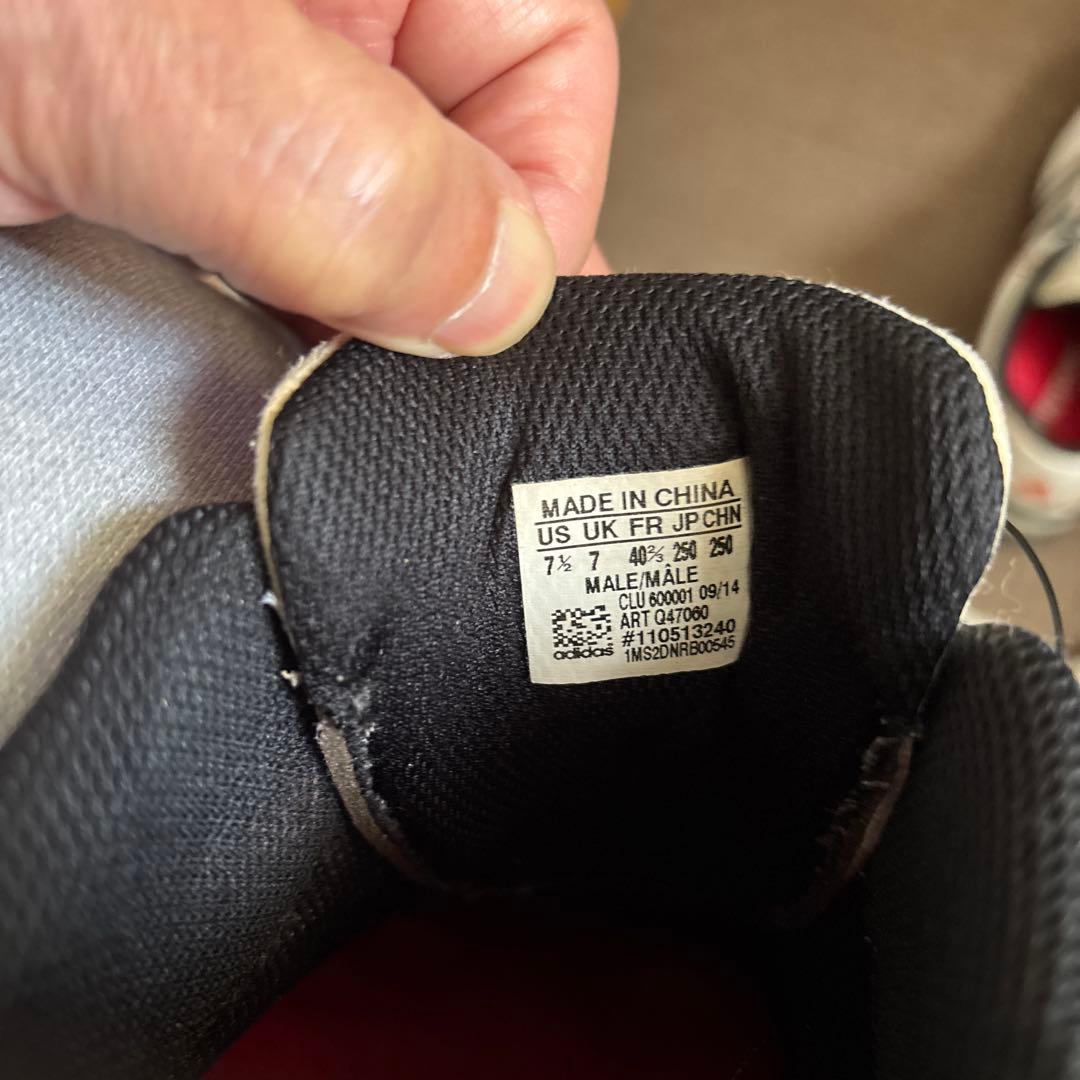 MADE IN CHINA
US UK FR JP CHN
7½ 7 40⅔ 250 250
MALE/MÂLE
CLU 600001 09/14
ART Q47060
#110513240
adidas 1MS2DNRB00545